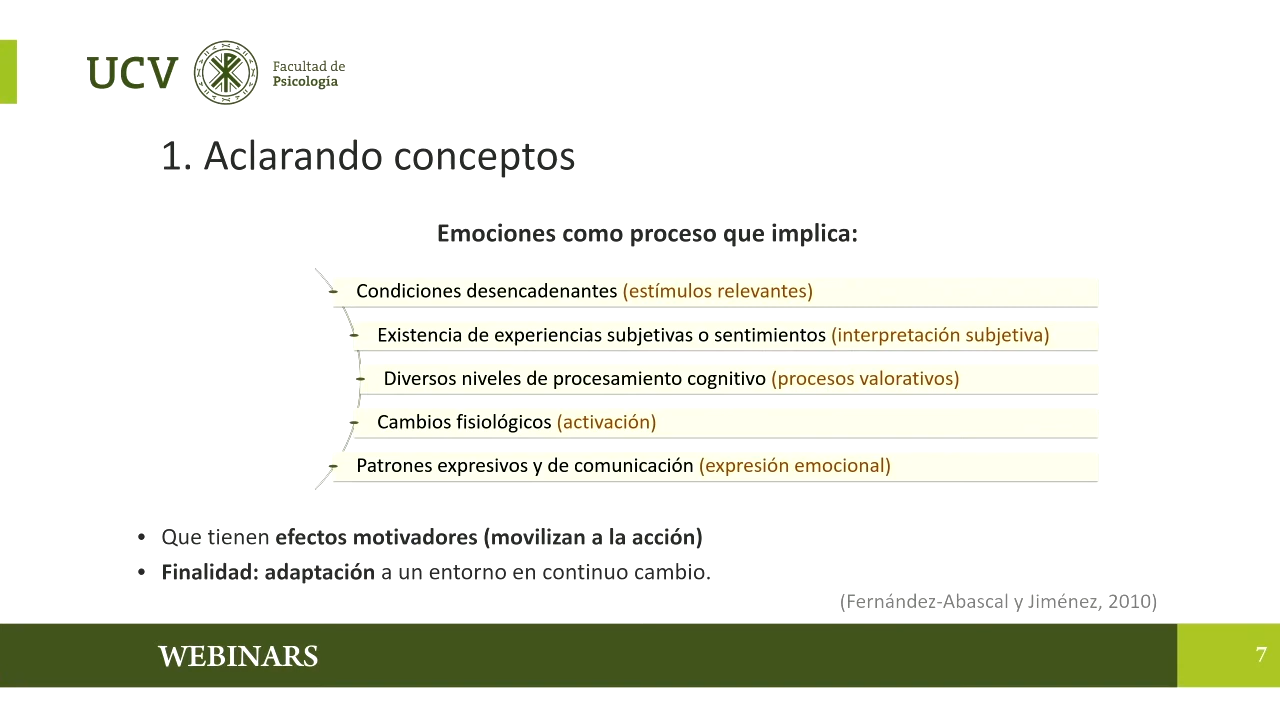 UCV
Facultad de
Psicología
1. Aclarando conceptos
Emociones como proceso que implica:
Condiciones desencadenantes (estímulos relevantes)
Existencia de experiencias subjetivas o sentimientos (interpretación subjetiva)
Diversos niveles de procesamiento cognitivo (procesos valorativos)
Cambios fisiológicos (activación)
Patrones expresivos y de comunicación (expresión emocional)
• Que tienen efectos motivadores (movilizan a la acción)
• Finalidad: adaptación a un entorno en continuo cambio.
(Fernández-Abascal y Jiménez, 2010)
WEBINARS
7